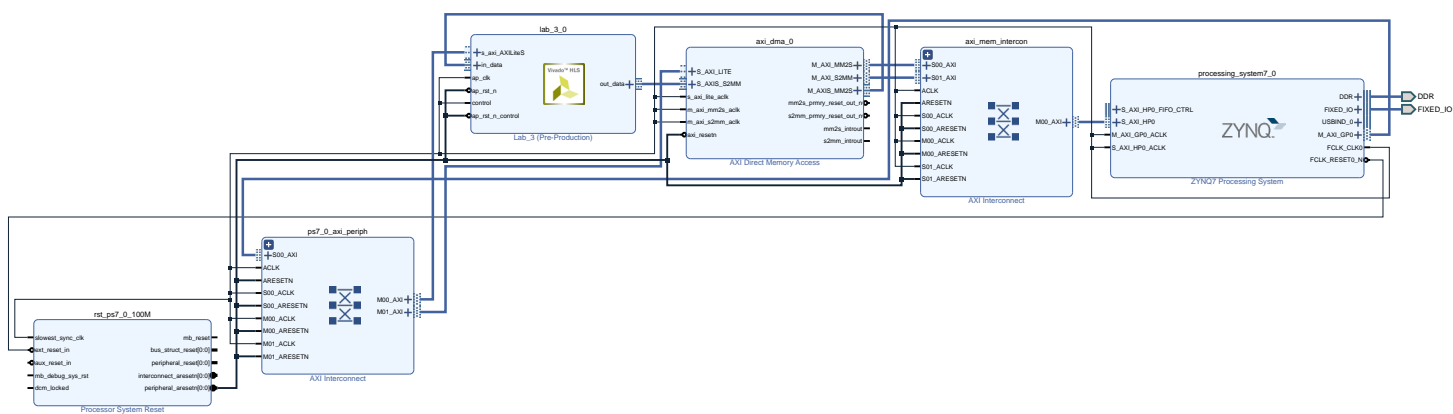 lab_3_0
s_axi_AXILiteS
in_data
ap_clk
ap_rst_n
control
ap_rst_n_control
Vivado™ HLS
out_data
Lab_3 (Pre-Production)
axi_dma_0
S_AXI_LITE
S_AXIS_S2MM
s_axi_lite_aclk
m_axi_mm2s_aclk
m_axi_s2mm_aclk
axi_resetn
M_AXI_MM2S
M_AXI_S2MM
M_AXIS_MM2S
mm2s_prmry_reset_out_n
s2mm_prmry_reset_out_n
mm2s_introut
s2mm_introut
AXI Direct Memory Access
axi_mem_intercon
S00_AXI
S01_AXI
ACLK
ARESETN
S00_ACLK
S00_ARESETN
M00_ACLK
M00_ARESETN
S01_ACLK
S01_ARESETN
M00_AXI
AXI Interconnect
processing_system7_0
S_AXI_HP0_FIFO_CTRL
S_AXI_HP0
M_AXI_GP0_ACLK
S_AXI_HP0_ACLK
ZYNQ
DDR
FIXED_IO
USBIND_0
M_AXI_GP0
FCLK_CLK0
FCLK_RESET0_N
ZYNQ7 Processing System
DDR
FIXED_IO
ps7_0_axi_periph
S00_AXI
ACLK
ARESETN
S00_ACLK
S00_ARESETN
M00_ACLK
M00_ARESETN
M01_ACLK
M01_ARESETN
M00_AXI
M01_AXI
AXI Interconnect
rst_ps7_0_100M
slowest_sync_clk
ext_reset_in
aux_reset_in
mb_debug_sys_rst
dcm_locked
mb_reset
bus_struct_reset[0:0]
peripheral_reset[0:0]
interconnect_aresetn[0:0]
peripheral_aresetn[0:0]
Processor System Reset